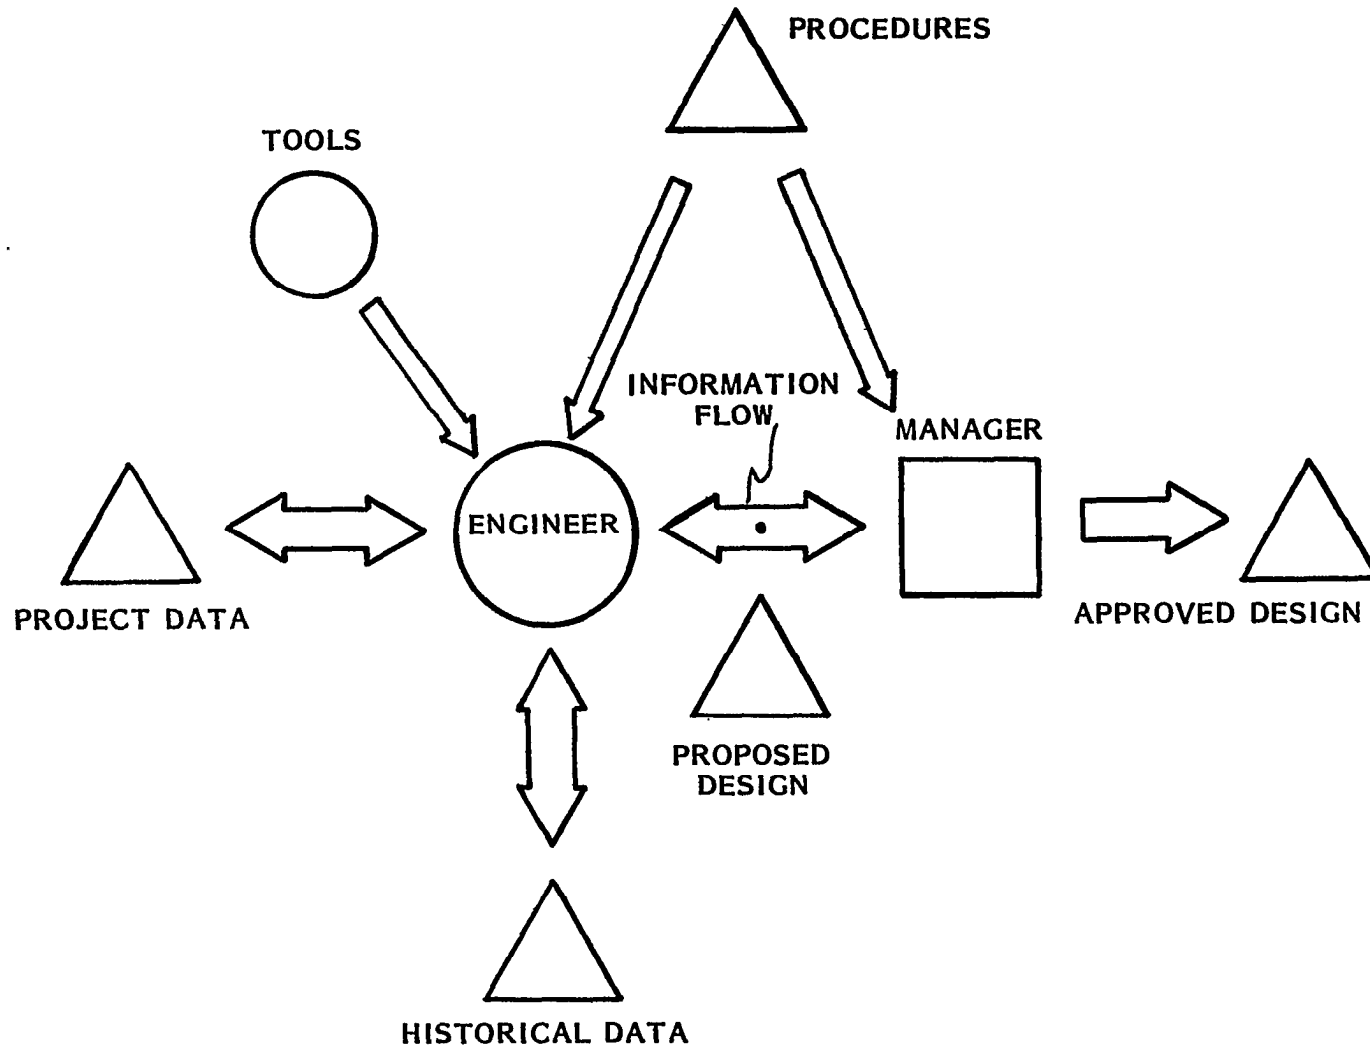 PROCEDURES
TOOLS
INFORMATION
FLOW
MANAGER
ENGINEER
PROJECT DATA
APPROVED DESIGN
PROPOSED
DESIGN
HISTORICAL DATA